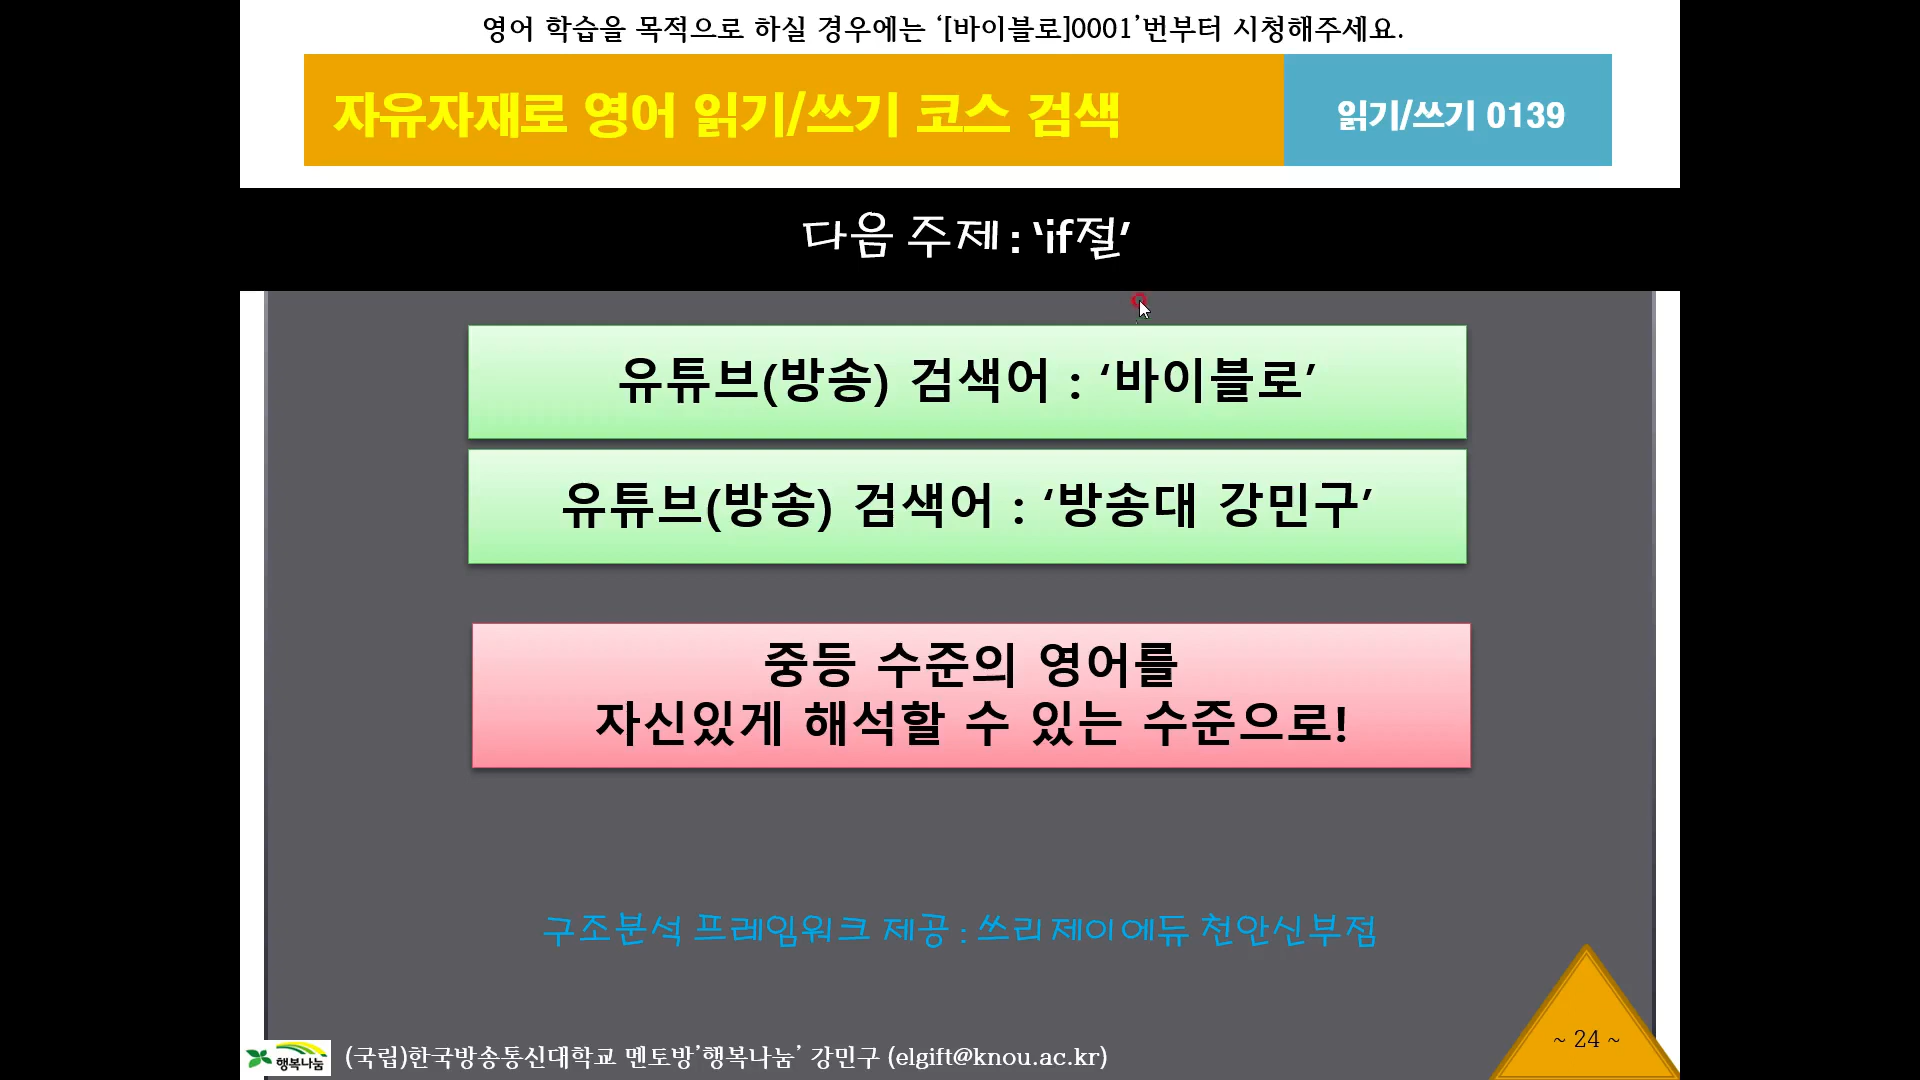 영어 학습을 목적으로 하실 경우에는 ‘[바이블로]0001’번부터 시청해주세요.
자유자재로 영어 읽기/쓰기 코스 검색
읽기/쓰기 0139
다음 주제 : ‘if절’
유튜브(방송) 검색어 : ‘바이블로’
유튜브(방송) 검색어 : ‘방송대 강민구’
중등 수준의 영어를
자신있게 해석할 수 있는 수준으로!
구조분석 프레임워크 제공 : 쓰리제이에듀 천안신부점
~ 24 ~
행복나눔
(국립)한국방송통신대학교 멘토방’행복나눔’ 강민구 (elgift@knou.ac.kr)